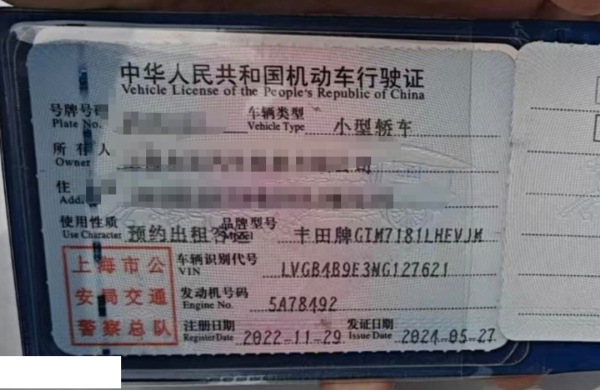 中华人民共和国机动车行驶证
Vehicle License of the People's Republic of China
号牌号码 车辆类型 小型轿车
Plate No. Vehicle Type
所有人
Owner
住
Add.
使用性质 预约出租客 品牌型号 丰田牌GTM7181LHEVJM
Use Character Model
车辆识别代号 LVGB4B9E3NG127621
VIN
上海市公
安局交通
警察总队
发动机号码 5A78492
Engine No.
注册日期 2022-11-29 发证日期 2024-05-27
Register Date Issue Date